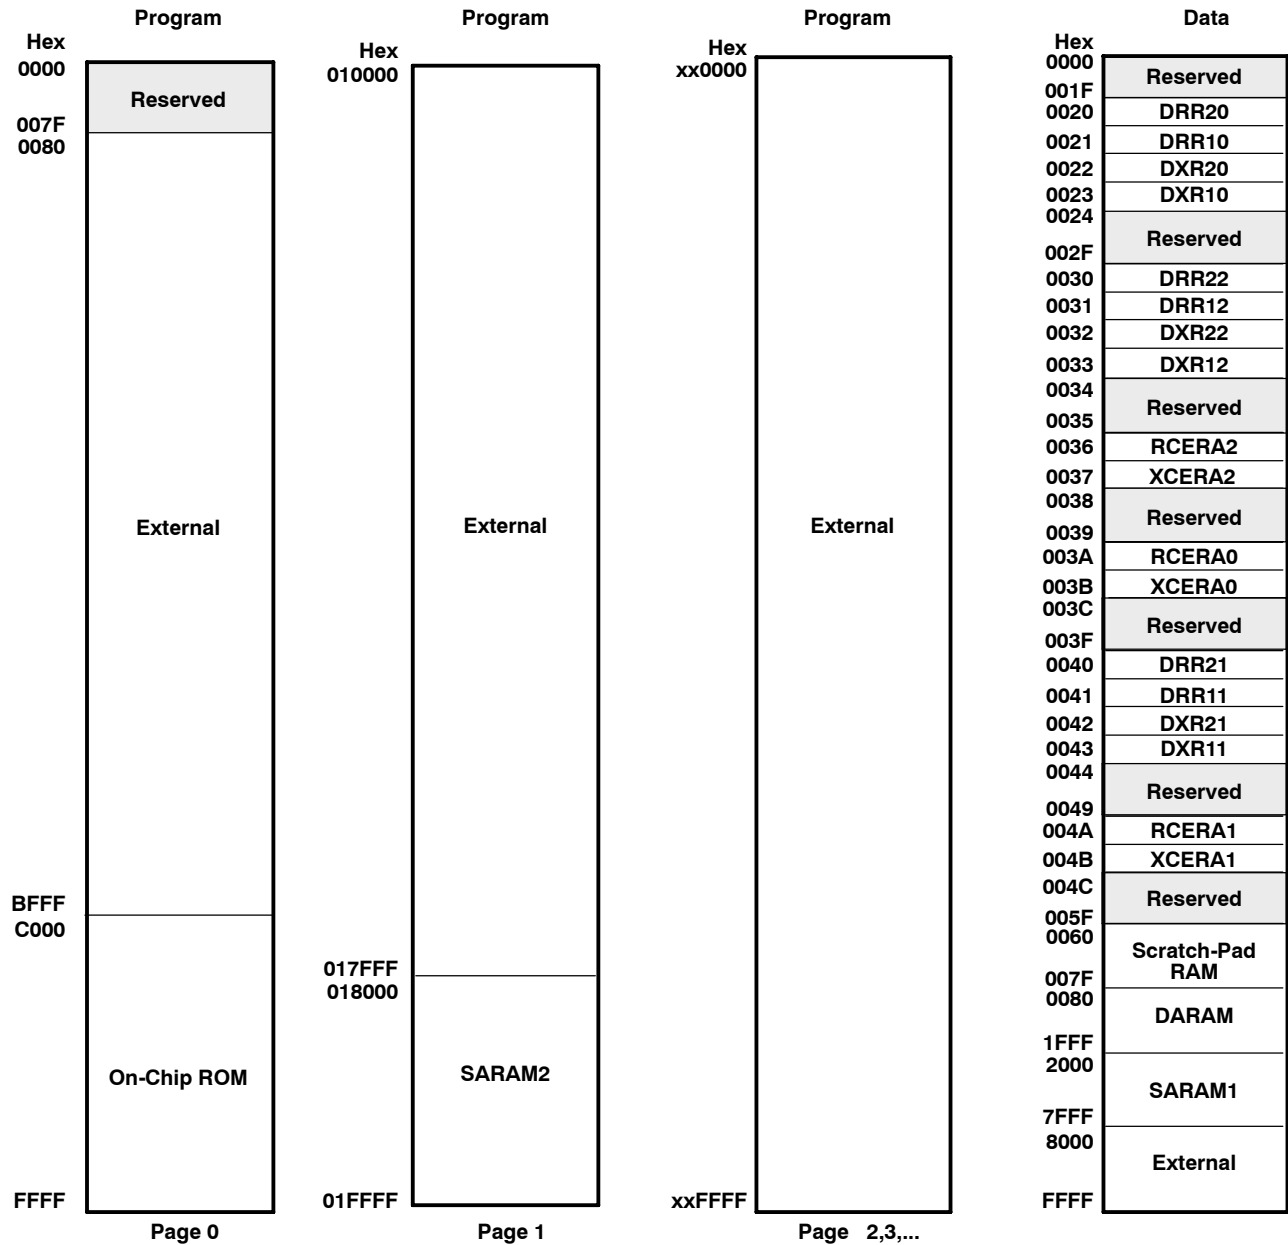 Program
Hex
0000
Reserved
007F
0080
External
BFFF
C000
On-Chip ROM
FFFF
Page 0
Program
Hex
010000
External
017FFF
018000
SARAM2
01FFFF
Page 1
Program
Hex
xx0000
External
xxFFFF
Page 2,3,...
Data
Hex
0000
Reserved
001F
0020 DRR20
0021 DRR10
0022 DXR20
0023 DXR10
0024
Reserved
002F
0030 DRR22
0031 DRR12
0032 DXR22
0033 DXR12
0034
Reserved
0035
0036 RCERA2
0037 XCERA2
0038
Reserved
0039
003A RCERA0
003B XCERA0
003C
Reserved
003F
0040 DRR21
0041 DRR11
0042 DXR21
0043 DXR11
0044
Reserved
0049
004A RCERA1
004B XCERA1
004C
Reserved
005F
0060
Scratch-Pad
RAM
007F
0080
DARAM
1FFF
2000
SARAM1
7FFF
8000
External
FFFF